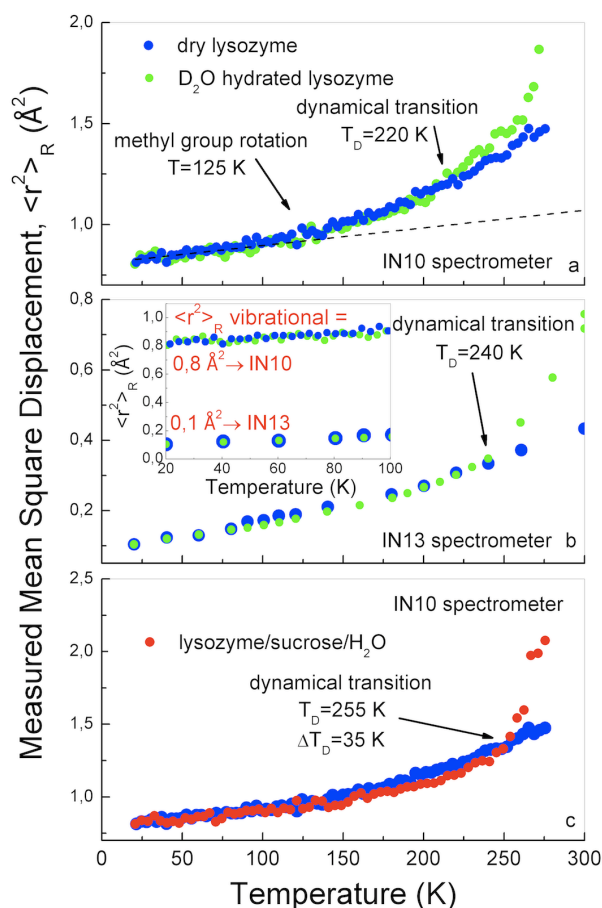 Measured Mean Square Displacement, <r²>R (Å²)
2,0
1,5
1,0
dry lysozyme
D₂O hydrated lysozyme
dynamical transition
T_D=220 K
methyl group rotation
T=125 K
IN10 spectrometer
a
0,8
0,6
0,4
0,2
<r²>R vibrational =
0,8 Å²→ IN10
0,1 Å²→ IN13
<r²>R (Å²)
1,0
0,8
0,6
0,4
0,2
0,0
20 40 60 80 100
Temperature (K)
dynamical transition
T_D=240 K
IN13 spectrometer
b
2,5
2,0
1,5
1,0
IN10 spectrometer
lysozyme/sucrose/H₂O
dynamical transition
T_D=255 K
ΔT_D=35 K
c
0 50 100 150 200 250 300
Temperature (K)